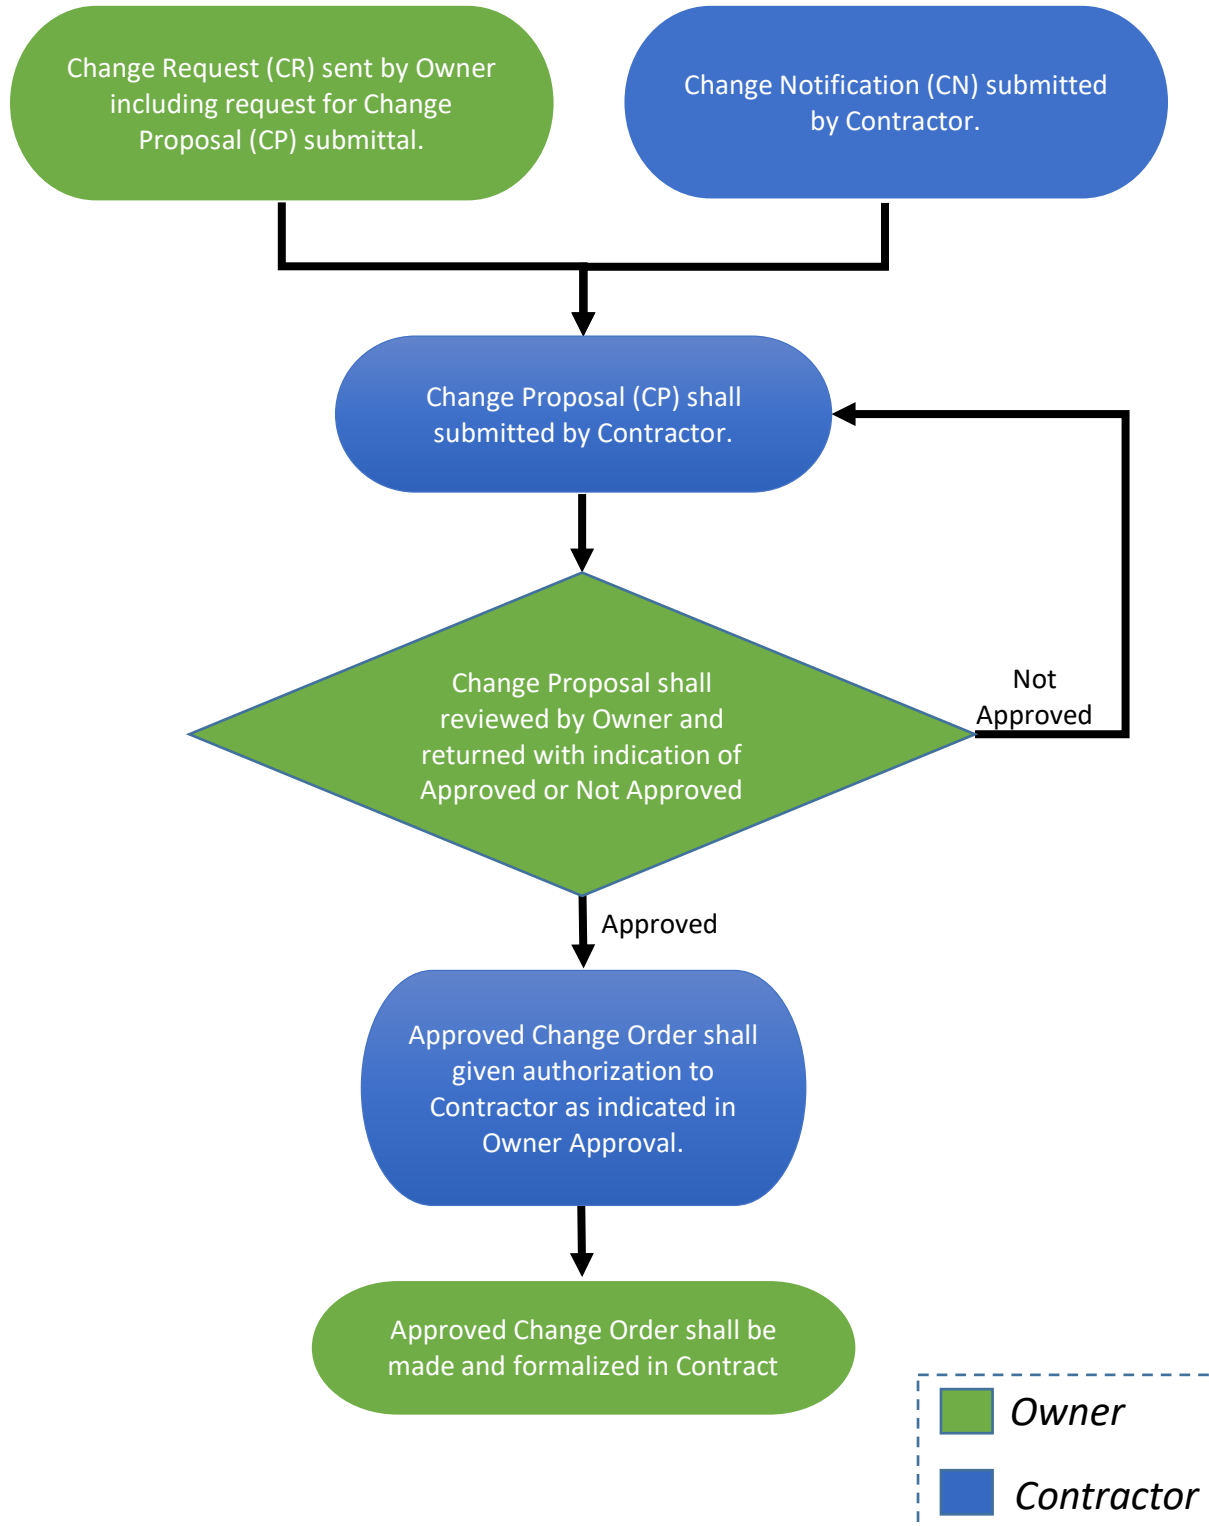 Change Request (CR) sent by Owner
including request for Change
Proposal (CP) submittal.
Change Notification (CN) submitted
by Contractor.
Change Proposal (CP) shall
submitted by Contractor.
Change Proposal shall
reviewed by Owner and
returned with indication of
Approved or Not Approved
Not
Approved
Approved
Approved Change Order shall
given authorization to
Contractor as indicated in
Owner Approval.
Approved Change Order shall be
made and formalized in Contract
Owner
Contractor